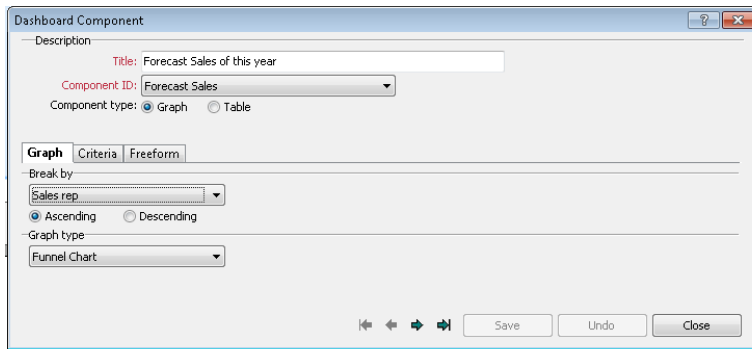 Dashboard Component
Description
Title: Forecast Sales of this year
Component ID: Forecast Sales
Component type: Graph Table
Graph Criteria Freeform
Break by
Sales rep
Ascending Descending
Graph type
Funnel Chart
Save Undo Close